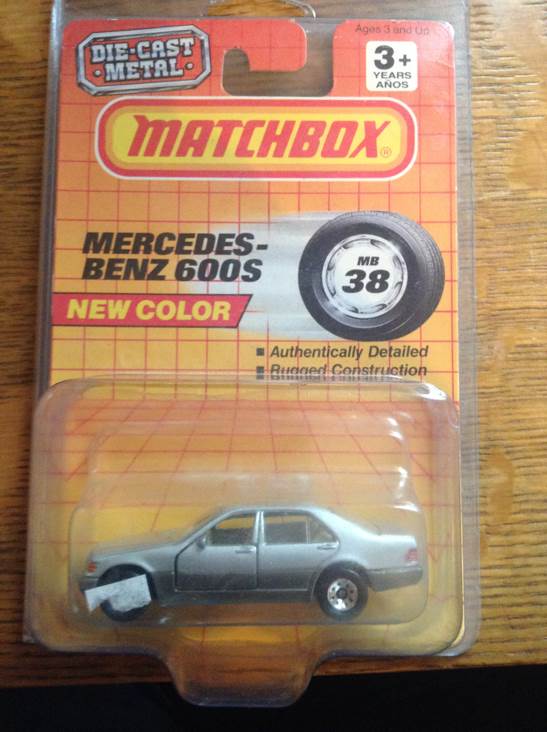 Ages 3 and Up
DIE-CAST
• METAL •
3+
YEARS
AÑOS
MATCHBOX®
MERCEDES-
BENZ 600S
MB
38
NEW COLOR
■ Authentically Detailed
■ Rugged Construction